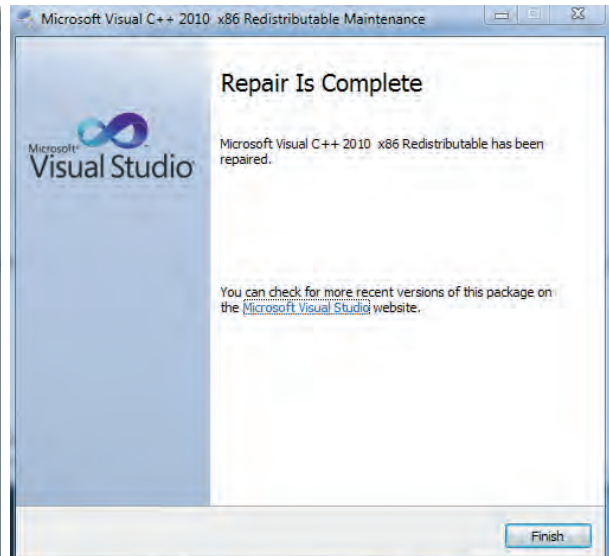 Microsoft Visual C++ 2010 x86 Redistributable Maintenance
Repair Is Complete
Microsoft Visual C++ 2010 x86 Redistributable has been
repaired.
Microsoft
Visual Studio
You can check for more recent versions of this package on
the Microsoft Visual Studio website.
Finish